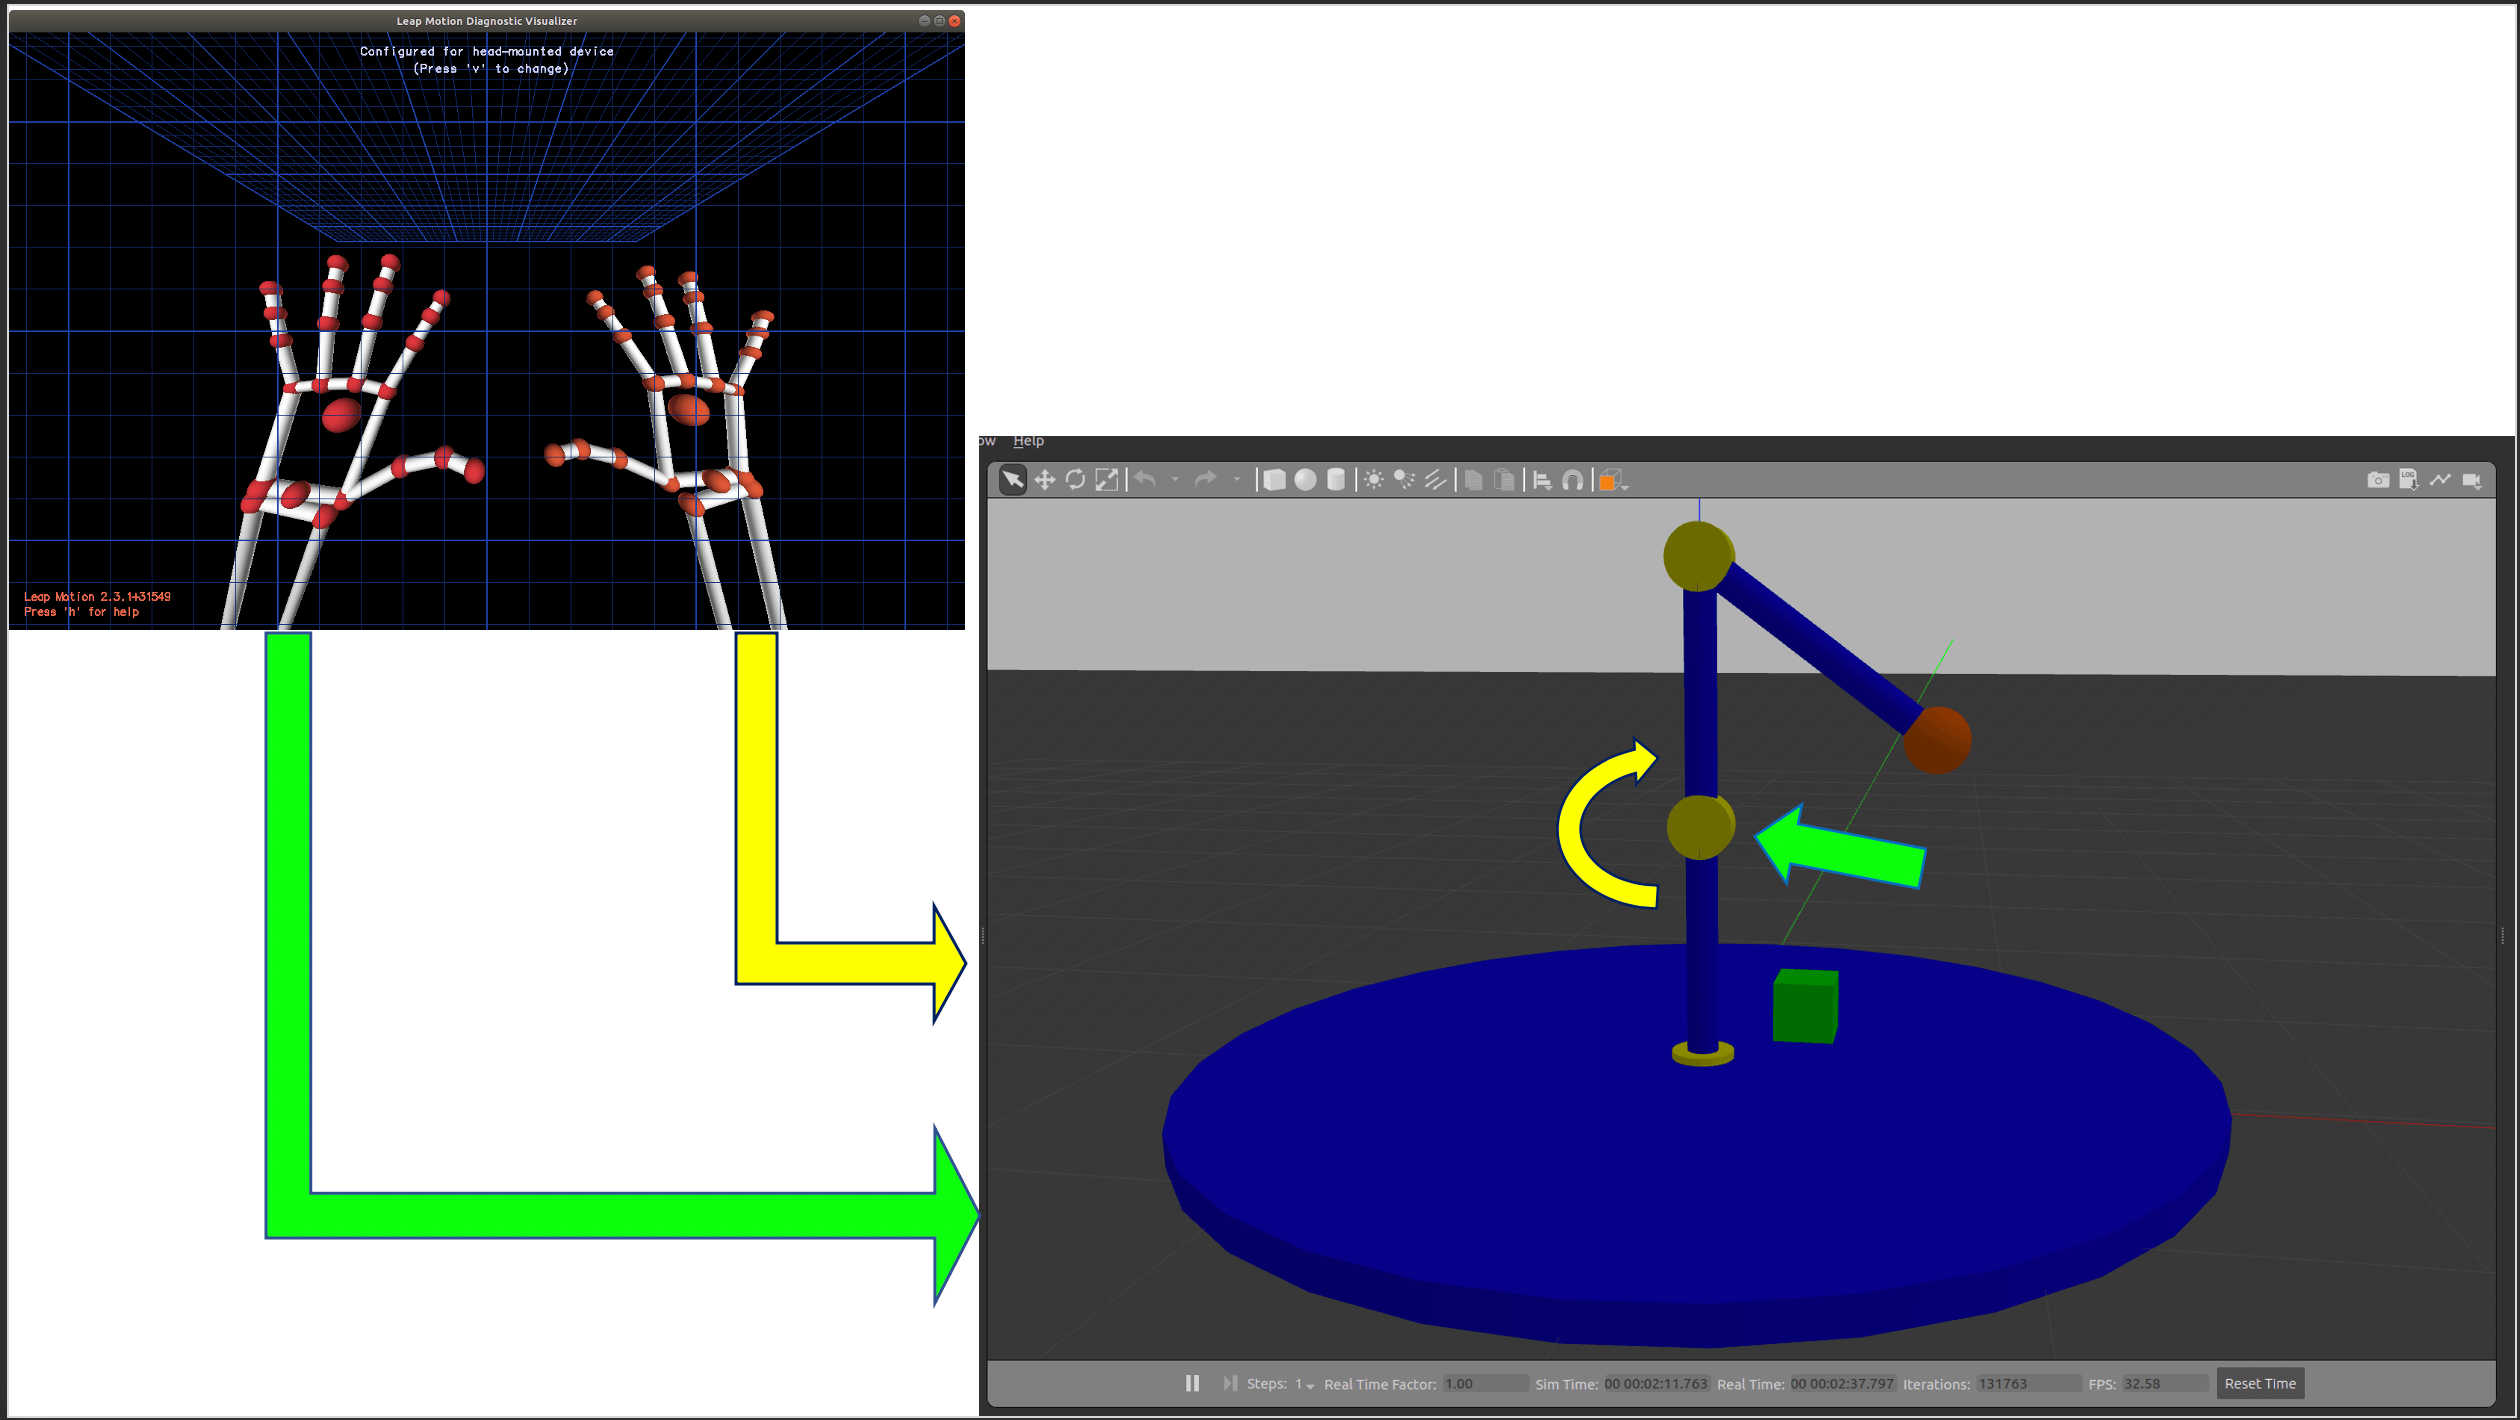 Leap Motion Diagnostic Visualizer
Configured for head-mounted device
(Press 'v' to change)
Leap Motion 2.3.1+31549
Press 'h' for help
ow Help
LOG
Steps: 1 Real Time Factor: 1.00 Sim Time: 00 00:02:11.763 Real Time: 00 00:02:37.797 Iterations: 131763 FPS: 32.58 Reset Time